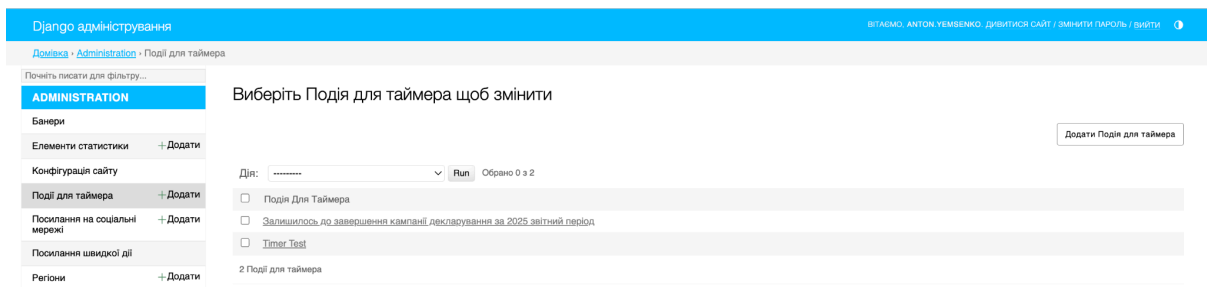 Django адміністрування
ВІТАЄМО, ANTON.YEMSENKO. ДИВИТИСЯ САЙТ / ЗМІНИТИ ПАРОЛЬ / ВИЙТИ
Домівка › Administration › Події для таймера
Почніть писати для фільтру...
ADMINISTRATION
Банери
Елементи статистики +Додати
Конфігурація сайту
Події для таймера +Додати
Посилання на соціальні мережі +Додати
Посилання швидкої дії
Регіони +Додати
Виберіть Подія для таймера щоб змінити
Додати Подія для таймера
Дія: --------- Run Обрано 0 з 2
Подія Для Таймера
Залишилось до завершення кампанії декларування за 2025 звітний період
Timer Test
2 Події для таймера